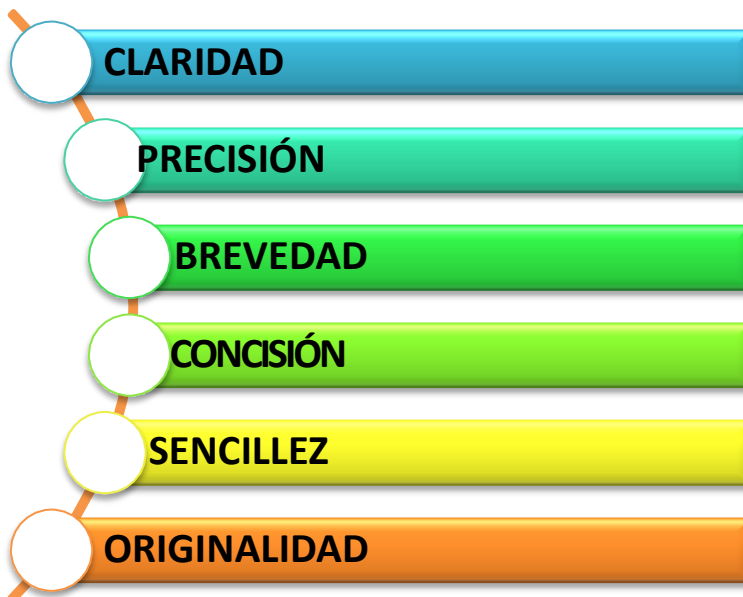 CLARIDAD
PRECISIÓN
BREVEDAD
CONCISIÓN
SENCILLEZ
ORIGINALIDAD